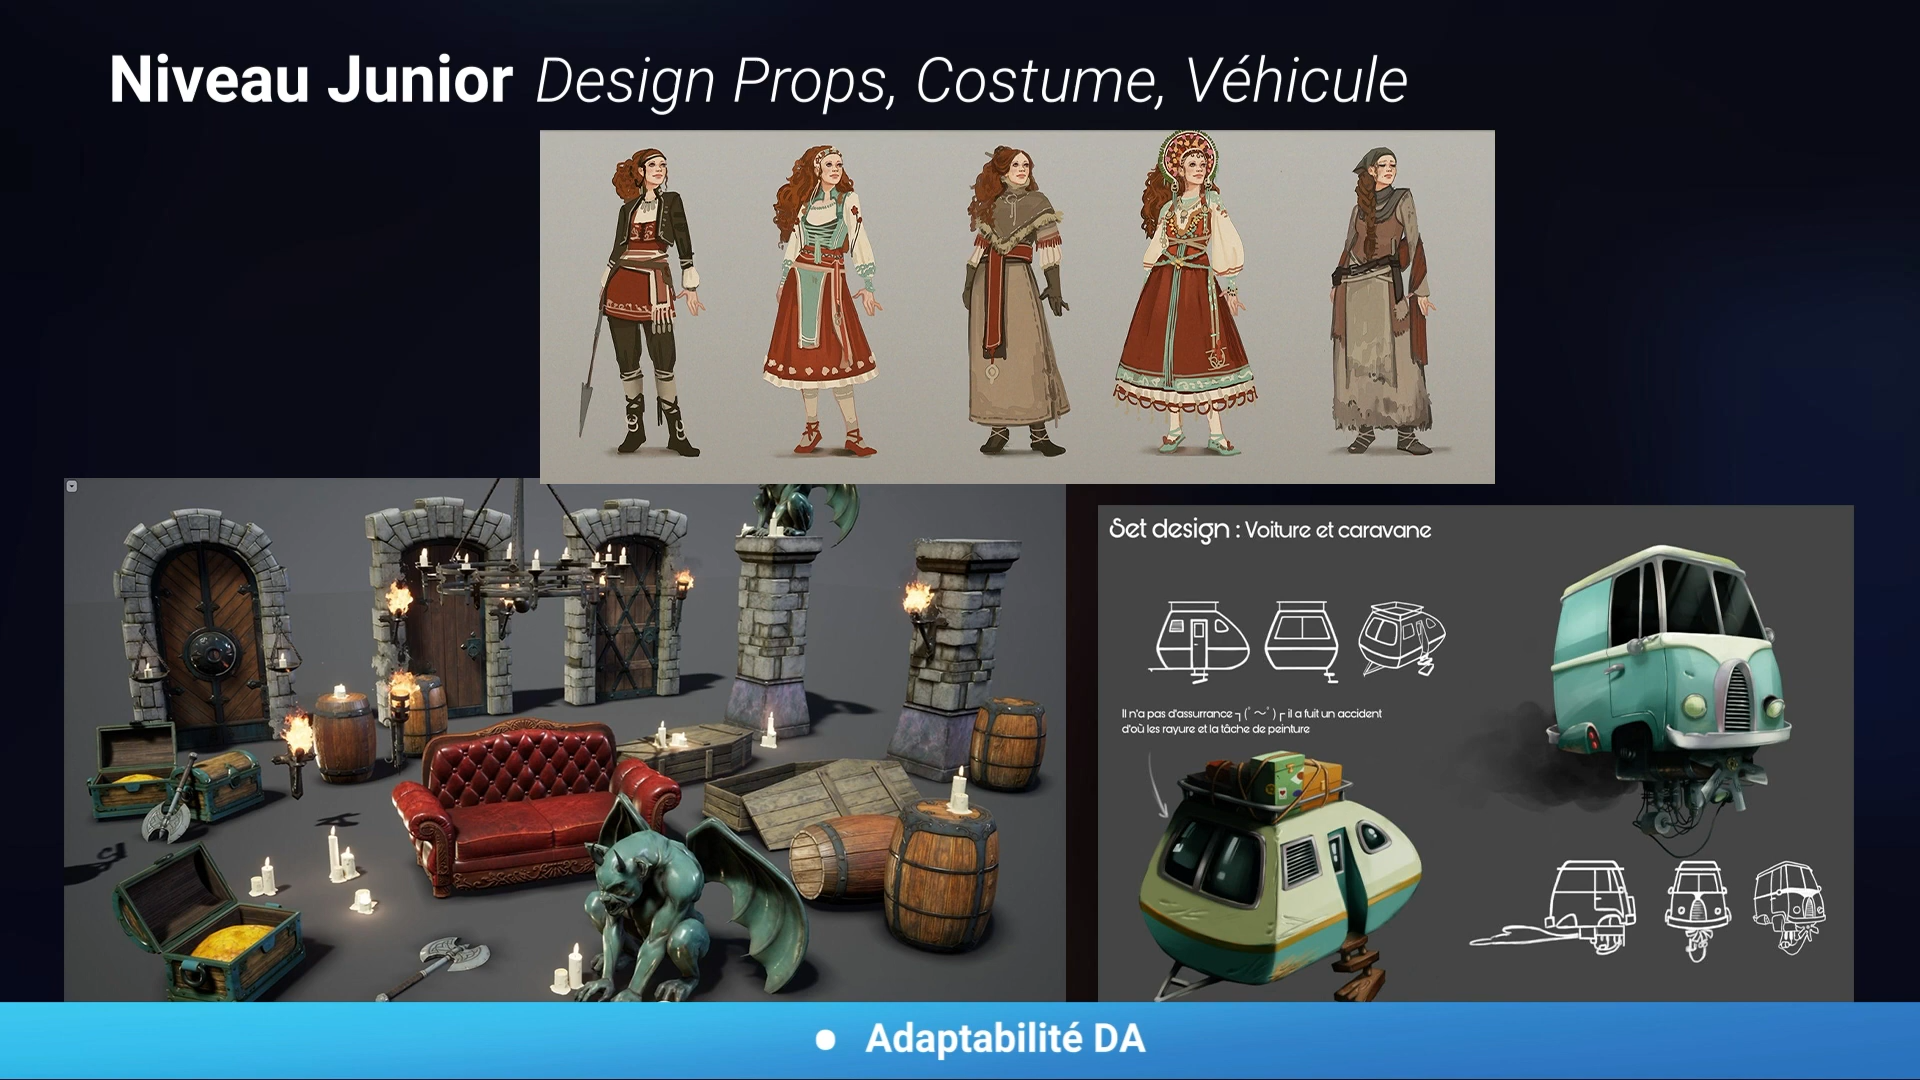 Niveau Junior Design Props, Costume, Véhicule
Set design : Voiture et caravane
Il n'a pas d'assurrance ┐(ﾟ～ﾟ)┌ il a fuit un accident
d'où les rayure et la tâche de peinture
• Adaptabilité DA